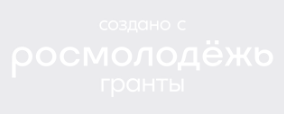 создано с
росмолодёжь
гранты